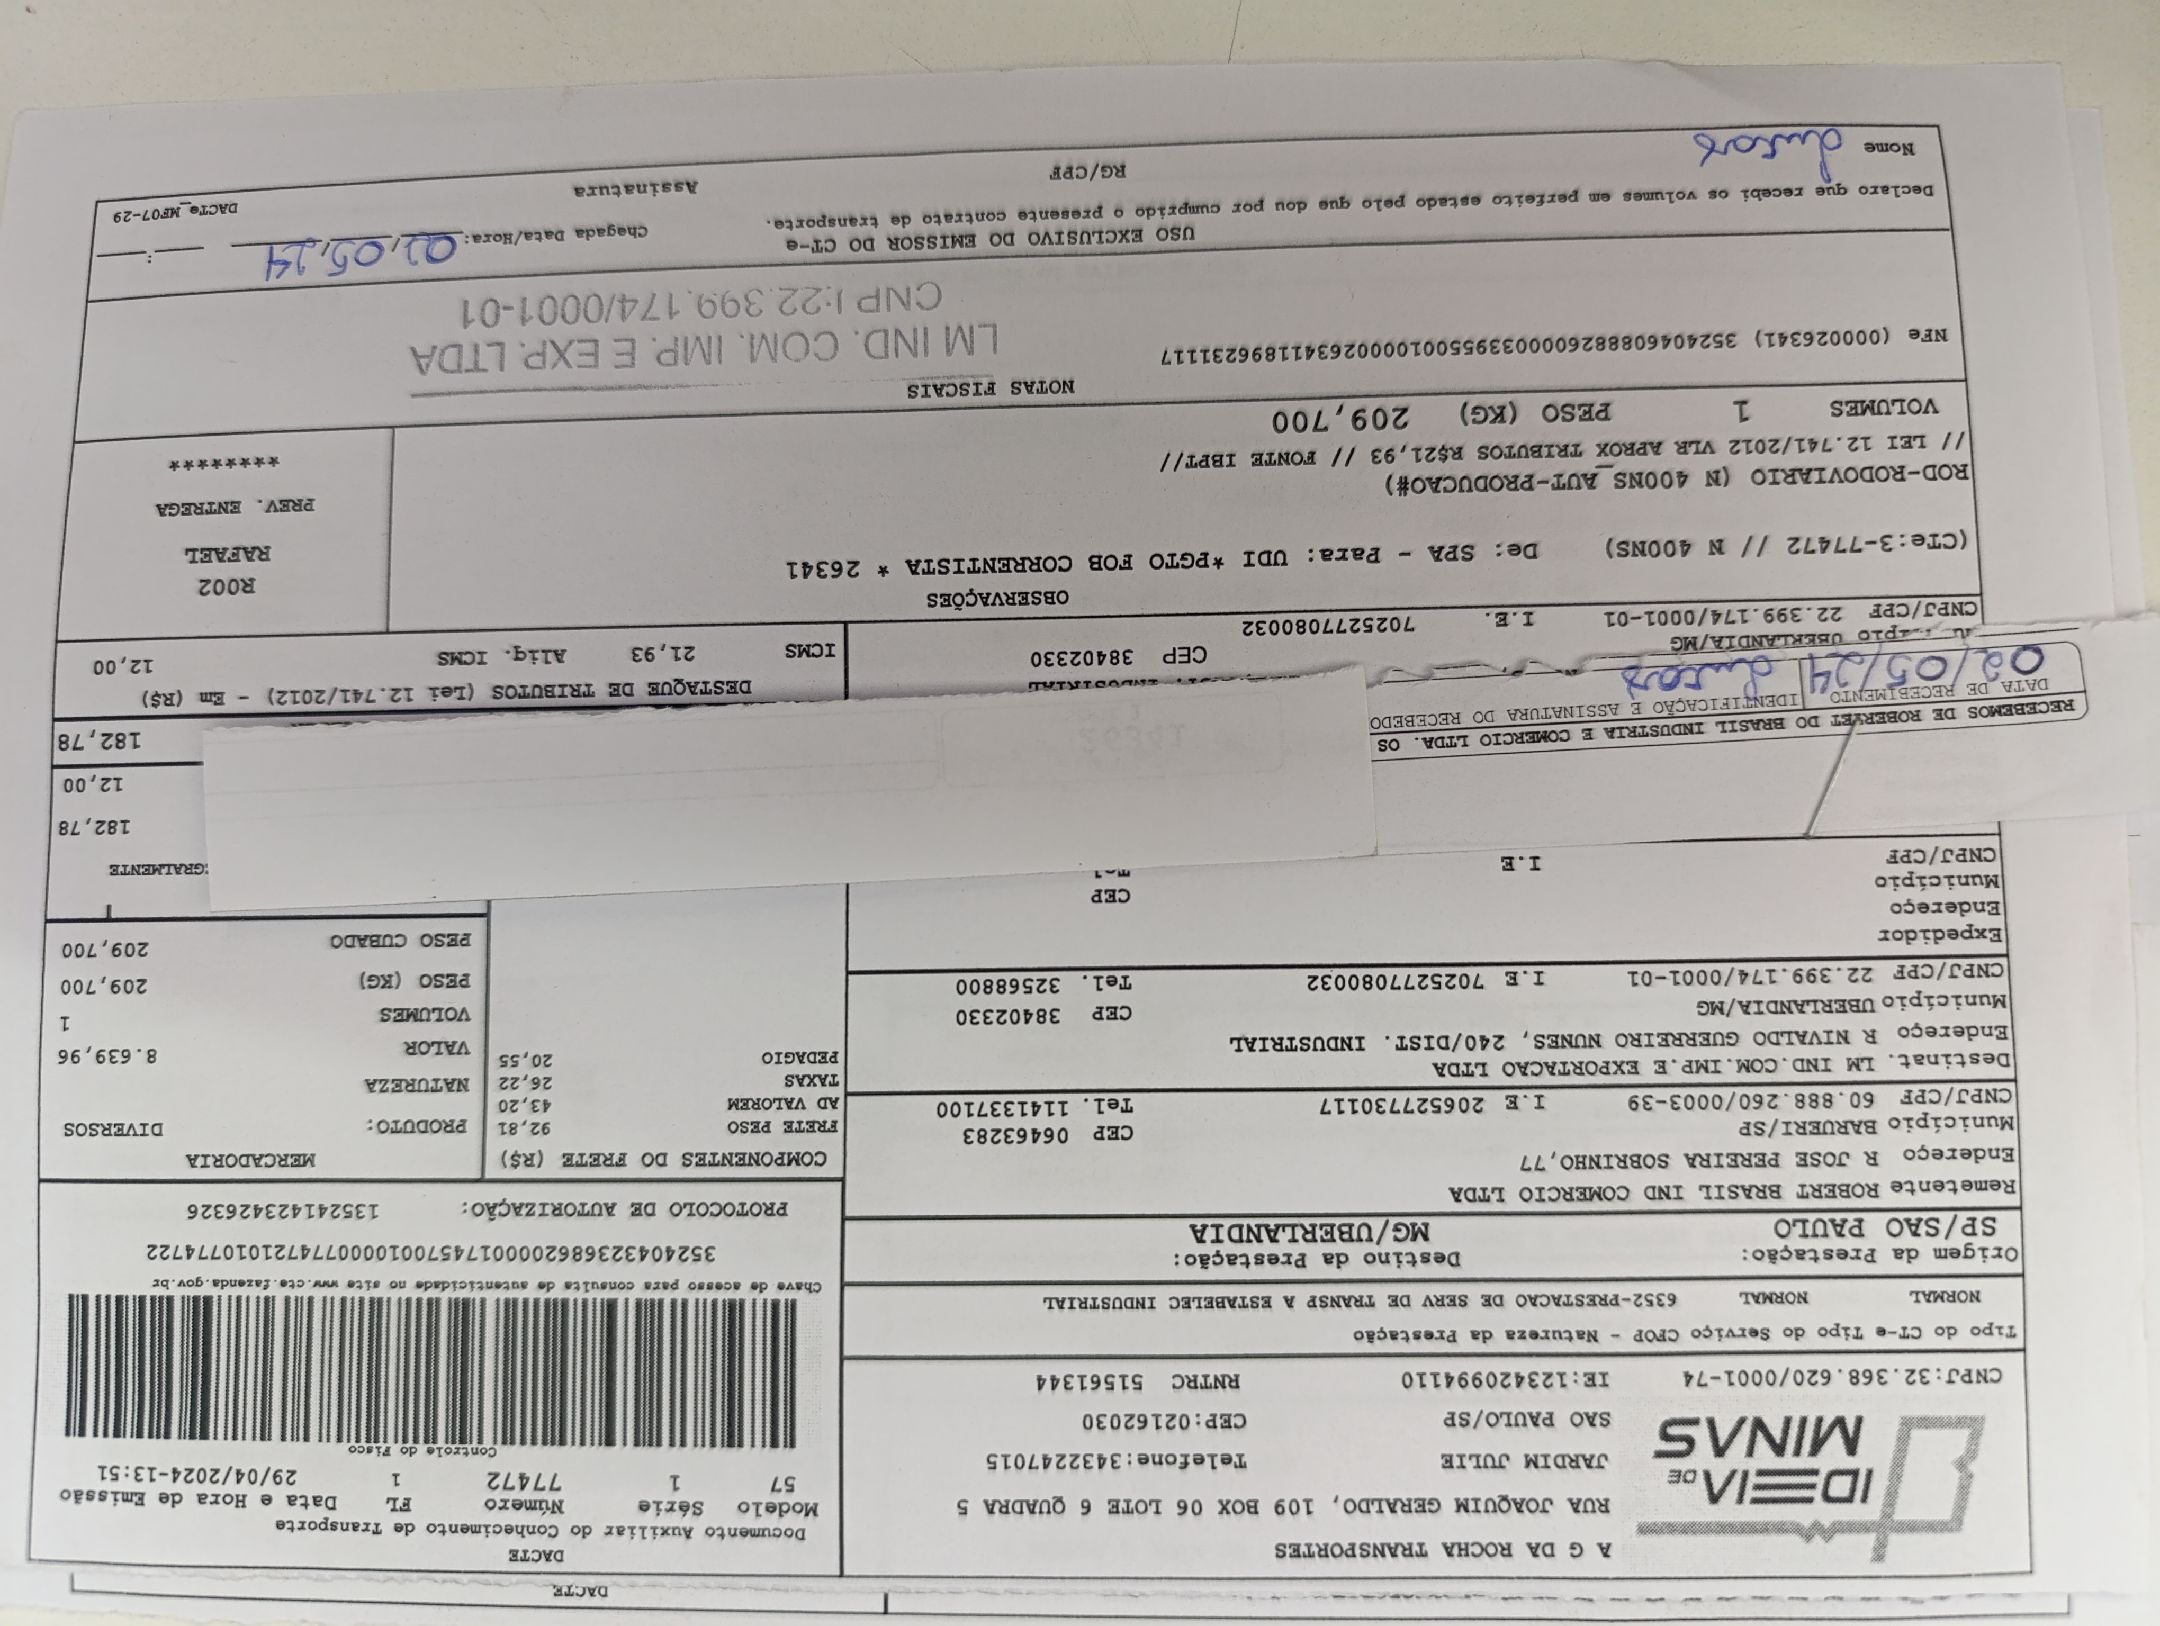 DACTE
A G DA ROCHA TRANSPORTES
RUA JOAQUIM GERALDO, 109 BOX 06 LOTE 6 QUADRA 5
JARDIM JULIE Telefone:3432247015
SAO PAULO/SP CEP:02162030
IDEIA DE MINAS
CNPJ:32.368.620/0001-74 IE:123420994110 RNTRC 51561344
DACTE
Documento Auxiliar do Conhecimento de Transporte
Modelo Série Número FL Data e Hora de Emissão
57 1 77472 1 29/04/2024-13:51
Controle do Fisco
Chave de acesso para consulta de autenticidade no site www.cte.fazenda.gov.br
35240432368620000174570010000774721010774722
PROTOCOLO DE AUTORIZAÇÃO: 135241423426326
Tipo do CT-e Tipo do Serviço CFOP - Natureza da Prestação
NORMAL NORMAL 6352-PRESTACAO DE SERV DE TRANSP A ESTABELEC INDUSTRIAL
Origem da Prestação: Destino da Prestação:
SP/SAO PAULO MG/UBERLANDIA
Remetente ROBERT BRASIL IND COMERCIO LTDA
Endereço R JOSE PEREIRA SOBRINHO,77
Município BARUERI/SP CEP 06463283
CNPJ/CPF 60.888.260/0003-39 I.E 206527730117 Tel. 1141337100
Destinat. LM IND.COM.IMP.E EXPORTACAO LTDA
Endereço R NIVALDO GUERREIRO NUNES, 240/DIST. INDUSTRIAL
Município UBERLANDIA/MG CEP 38402330
CNPJ/CPF 22.399.174/0001-01 I.E 7025277080032 Tel. 32568800
Expedidor
Endereço
Município CEP
CNPJ/CPF I.E Tel
COMPONENTES DO FRETE (R$)
FRETE PESO 92,81
AD VALOREM 43,20
TAXAS 26,22
PEDAGIO 20,55
MERCADORIA
PRODUTO: DIVERSOS
NATUREZA
VALOR 8.639,96
VOLUMES 1
PESO (KG) 209,700
PESO CUBADO 209,700
GRALMENTE
182,78
12,00
182,78
RECEBEMOS DE ROBERVET DO BRASIL INDUSTRIA E COMERCIO LTDA. OS
DATA DE RECEBIMENTO IDENTIFICAÇÃO E ASSINATURA DO RECEBEDO
02/05/24 Lucas
26341
INDUSTRIAL
Município UBERLANDIA/MG CEP 38402330
CNPJ/CPF 22.399.174/0001-01 I.E. 7025277080032
DESTAQUE DE TRIBUTOS (Lei 12.741/2012) - Em (R$)
ICMS 21,93 Aliq. ICMS 12,00
OBSERVAÇÕES
(CTe:3-77472 // N 400NS) De: SPA - Para: UDI *PGTO FOB CORRENTISTA * 26341
ROD-RODOVIARIO (N 400NS_AUT-PRODUCAO#)
// LEI 12.741/2012 VLR APROX TRIBUTOS R$21,93 // FONTE IBPT//
VOLUMES 1 PESO (KG) 209,700
R002
RAFAEL
PREV. ENTREGA
********
NOTAS FISCAIS
NFe (000026341) 35240460888260000339550010000263411896231117
LM IND. COM. IMP. E EXP. LTDA
CNPJ:22.399.174/0001-01
USO EXCLUSIVO DO EMISSOR DO CT-e
Declaro que recebi os volumes em perfeito estado pelo que dou por cumprido o presente contrato de transporte.
Chegada Data/Hora: 02,05,24 :
Nome Lucas RG/CPF Assinatura
DACTe_MF07-29